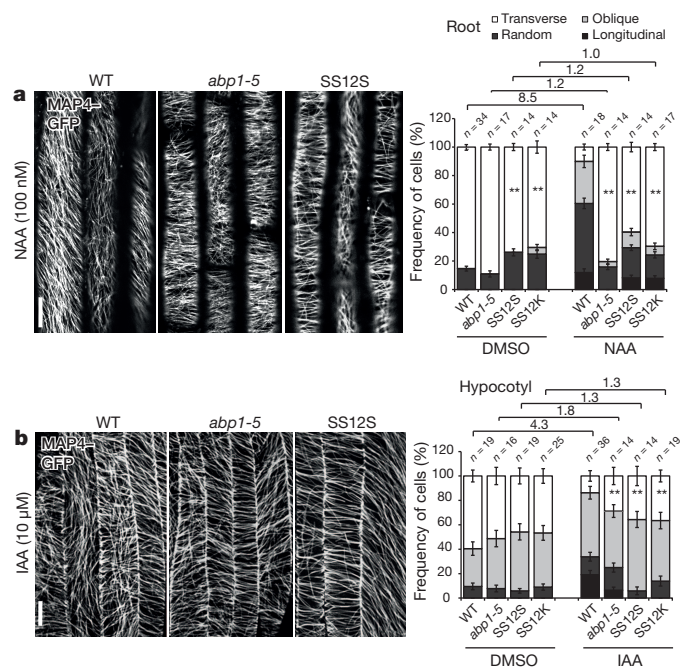 Root
Transverse Oblique
Random Longitudinal
a
WT abp1-5 SS12S
MAP4–
GFP
NAA (100 nM)
1.0
1.2
1.2
8.5
n = 34 n = 17 n = 14 n = 14 n = 18 n = 14 n = 14 n = 17
Frequency of cells (%)
120
100
80
60
40
20
0
** ** ** ** **
WT abp1-5 SS12S SS12K WT abp1-5 SS12S SS12K
DMSO NAA
Hypocotyl
b
WT abp1-5 SS12S
MAP4–
GFP
IAA (10 μM)
1.3
1.3
1.8
4.3
n = 19 n = 16 n = 19 n = 25 n = 36 n = 14 n = 14 n = 19
Frequency of cells (%)
120
100
80
60
40
20
0
** ** **
WT abp1-5 SS12S SS12K WT abp1-5 SS12S SS12K
DMSO IAA